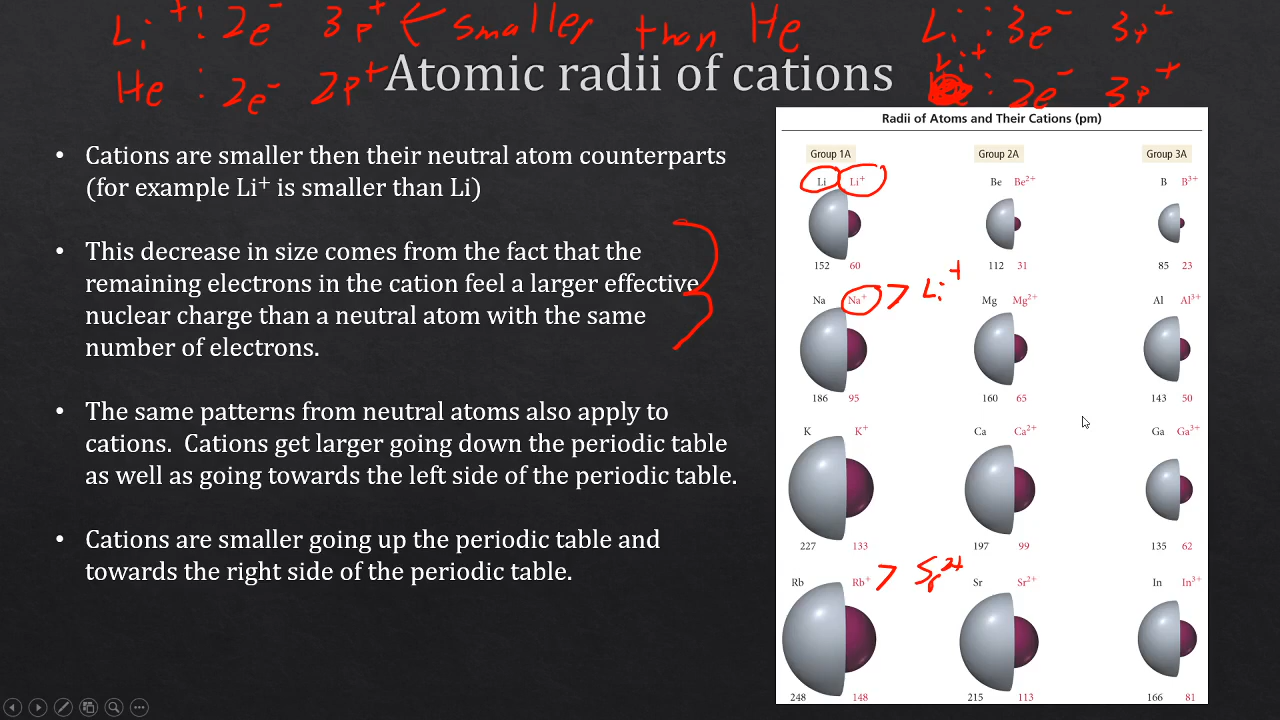 Li⁺: 2e⁻ 3p⁺ ← smaller than He
He: 2e⁻ 2p⁺
Li: 3e⁻ 3p⁺
Li⁺: 2e⁻ 3p⁺
Atomic radii of cations
• Cations are smaller then their neutral atom counterparts
(for example Li⁺ is smaller than Li)
• This decrease in size comes from the fact that the
remaining electrons in the cation feel a larger effective
nuclear charge than a neutral atom with the same
number of electrons.
• The same patterns from neutral atoms also apply to
cations. Cations get larger going down the periodic table
as well as going towards the left side of the periodic table.
• Cations are smaller going up the periodic table and
towards the right side of the periodic table.
Radii of Atoms and Their Cations (pm)
Group 1A Group 2A Group 3A
Li Li⁺ Be Be²⁺ B B³⁺
152 60 112 31 85 23
Na Na⁺ > Li⁺ Mg Mg²⁺ Al Al³⁺
186 95 160 65 143 50
K K⁺ Ca Ca²⁺ Ga Ga³⁺
227 133 197 99 135 62
Rb Rb⁺ > Sr²⁺ Sr Sr²⁺ In In³⁺
248 148 215 113 166 81